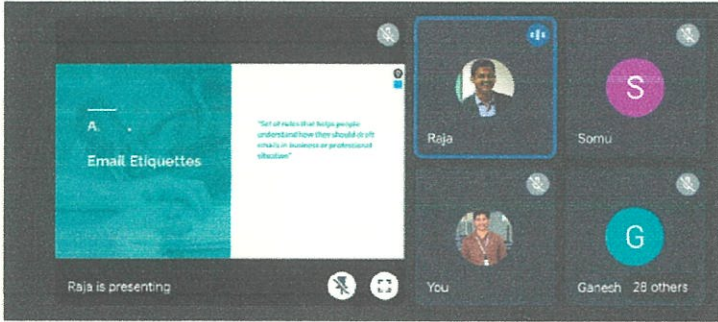 A.
Email Etiquettes
"Set of rules that helps people
understand how they should draft
emails in business or professional
situation"
Raja is presenting
Raja
S
Somu
You
G
Ganesh 28 others